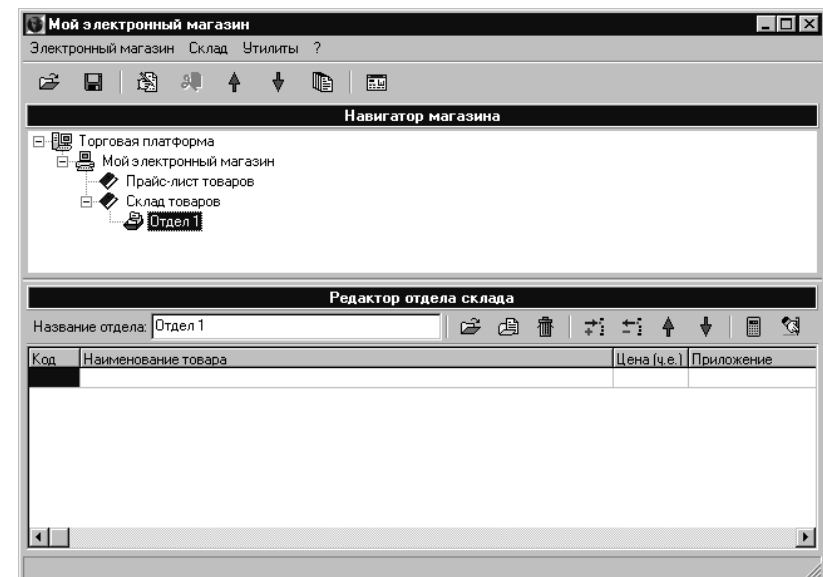 Мой электронный магазин
Электронный магазин Склад Утилиты ?
Навигатор магазина
Торговая платформа
Мой электронный магазин
Прайс-лист товаров
Склад товаров
Отдел 1
Редактор отдела склада
Название отдела: Отдел 1
Код Наименование товара Цена (ч.е.) Приложение